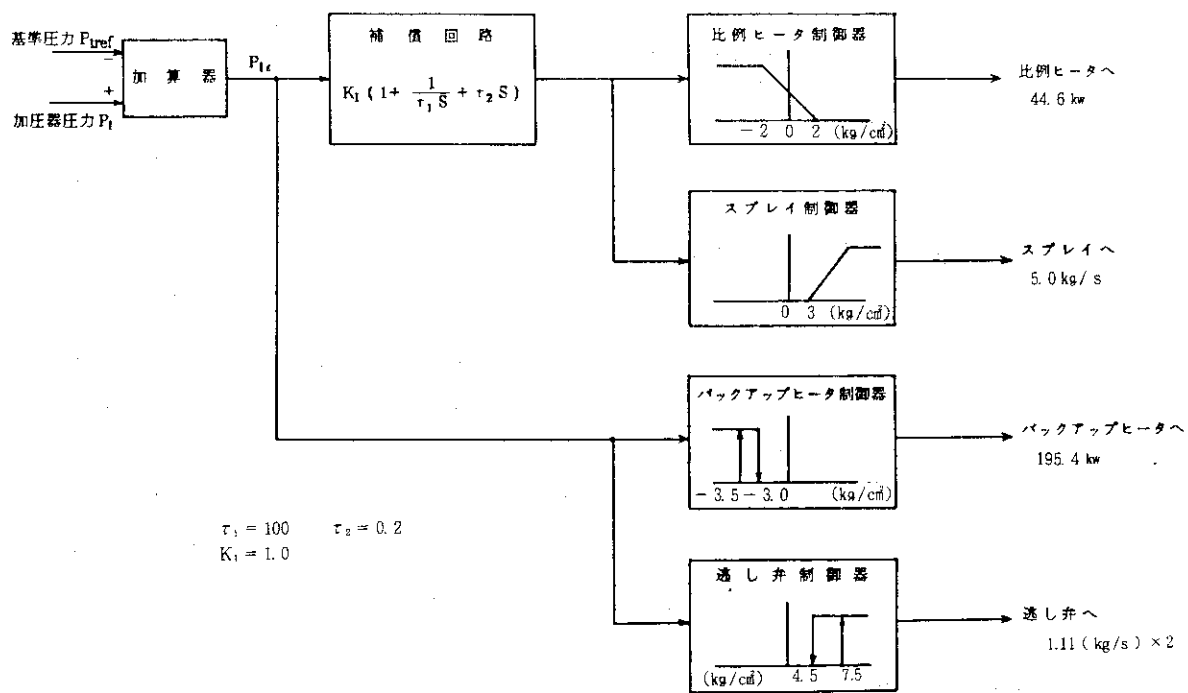 基準圧力 P1ref
−
+
加圧器圧力 P1
加算器
P1ε
補償回路
K1 ( 1+ 1/τ1S + τ2S )
比例ヒータ制御器
−2 0 2 (kg/cm²)
比例ヒータへ
44.6 kw
スプレイ制御器
0 3 (kg/cm²)
スプレイへ
5.0 kg/s
バックアップヒータ制御器
−3.5 −3.0 (kg/cm²)
バックアップヒータへ
195.4 kw
τ1 = 100 τ2 = 0.2
K1 = 1.0
逃し弁制御器
(kg/cm²) 4.5 7.5
逃し弁へ
1.11 (kg/s) × 2